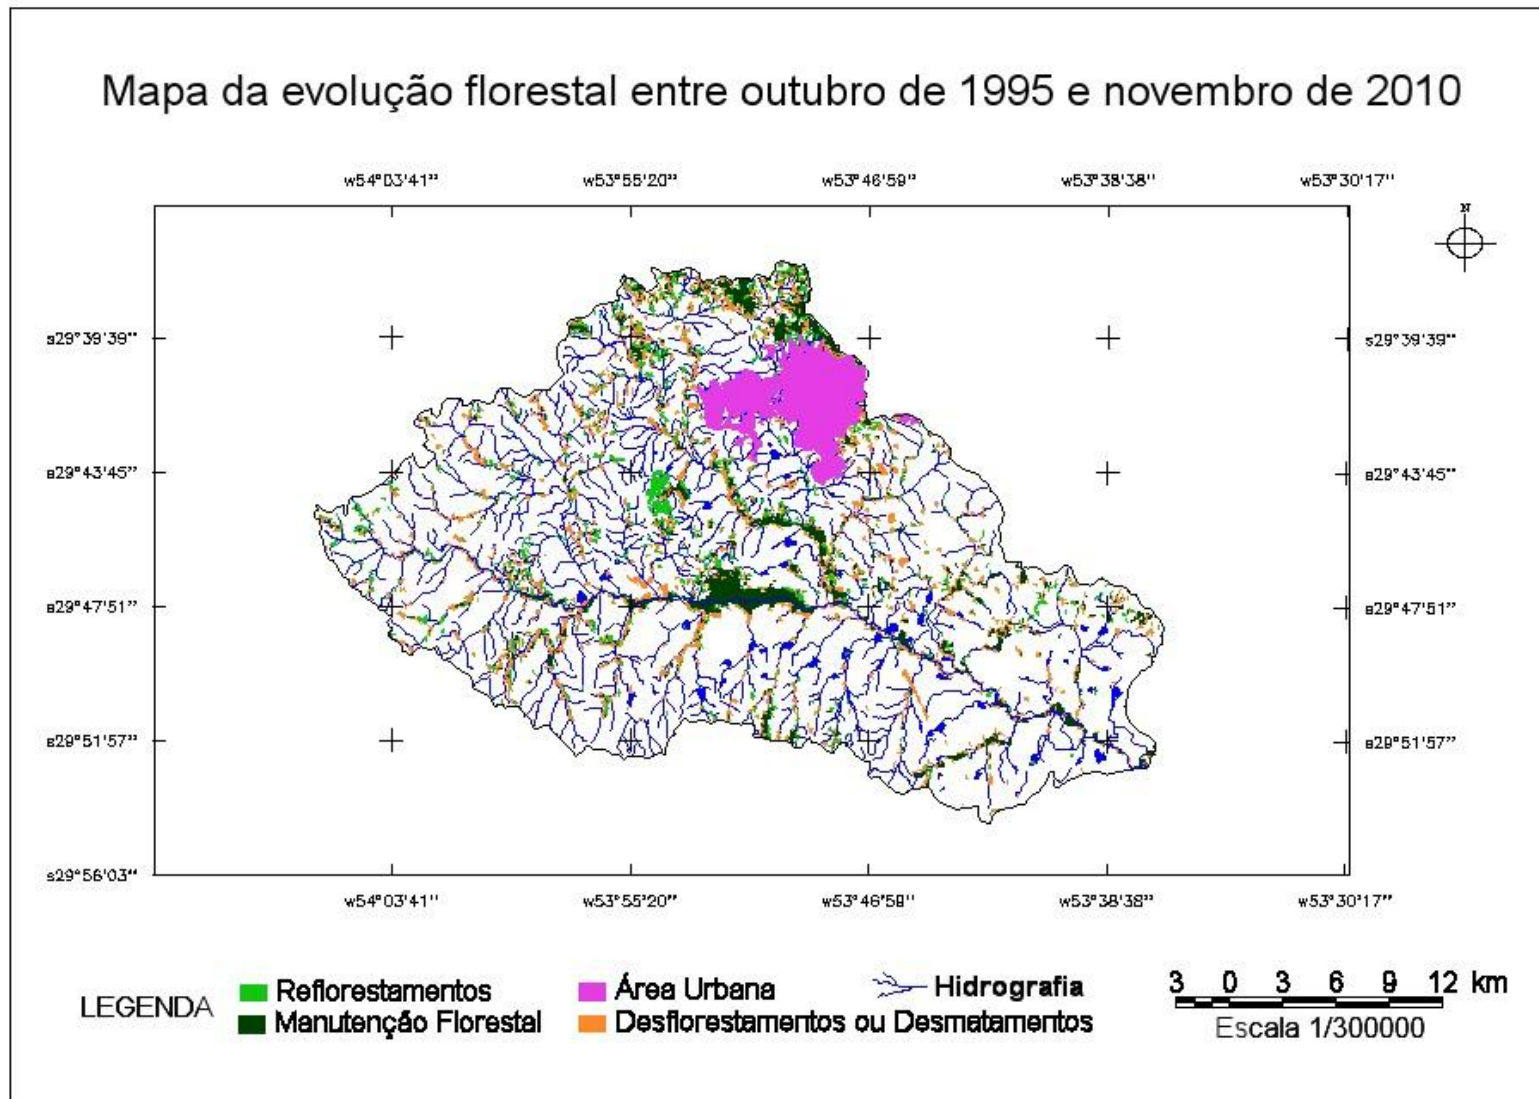 Mapa da evolução florestal entre outubro de 1995 e novembro de 2010
w54°03'41" w53°55'20" w53°46'59" w53°38'38" w53°30'17"
N
s29°39'39" s29°39'39"
s29°43'45" s29°43'45"
s29°47'51" s29°47'51"
s29°51'57" s29°51'57"
s29°56'03"
w54°03'41" w53°55'20" w53°46'59" w53°38'38" w53°30'17"
LEGENDA
Reflorestamentos
Manutenção Florestal
Área Urbana
Desflorestamentos ou Desmatamentos
Hidrografia
3 0 3 6 9 12 km
Escala 1/300000